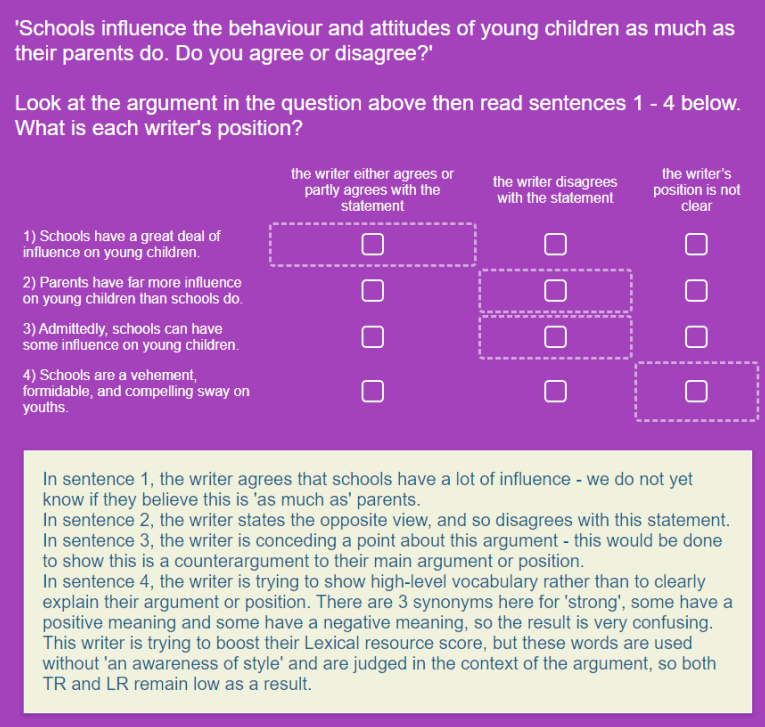 'Schools influence the behaviour and attitudes of young children as much as
their parents do. Do you agree or disagree?'
Look at the argument in the question above then read sentences 1 - 4 below.
What is each writer's position?
the writer either agrees or
partly agrees with the
statement
the writer disagrees
with the statement
the writer's
position is not
clear
1) Schools have a great deal of
influence on young children.
2) Parents have far more influence
on young children than schools do.
3) Admittedly, schools can have
some influence on young children.
4) Schools are a vehement,
formidable, and compelling sway on
youths.
In sentence 1, the writer agrees that schools have a lot of influence - we do not yet
know if they believe this is 'as much as' parents.
In sentence 2, the writer states the opposite view, and so disagrees with this statement.
In sentence 3, the writer is conceding a point about this argument - this would be done
to show this is a counterargument to their main argument or position.
In sentence 4, the writer is trying to show high-level vocabulary rather than to clearly
explain their argument or position. There are 3 synonyms here for 'strong', some have a
positive meaning and some have a negative meaning, so the result is very confusing.
This writer is trying to boost their Lexical resource score, but these words are used
without 'an awareness of style' and are judged in the context of the argument, so both
TR and LR remain low as a result.